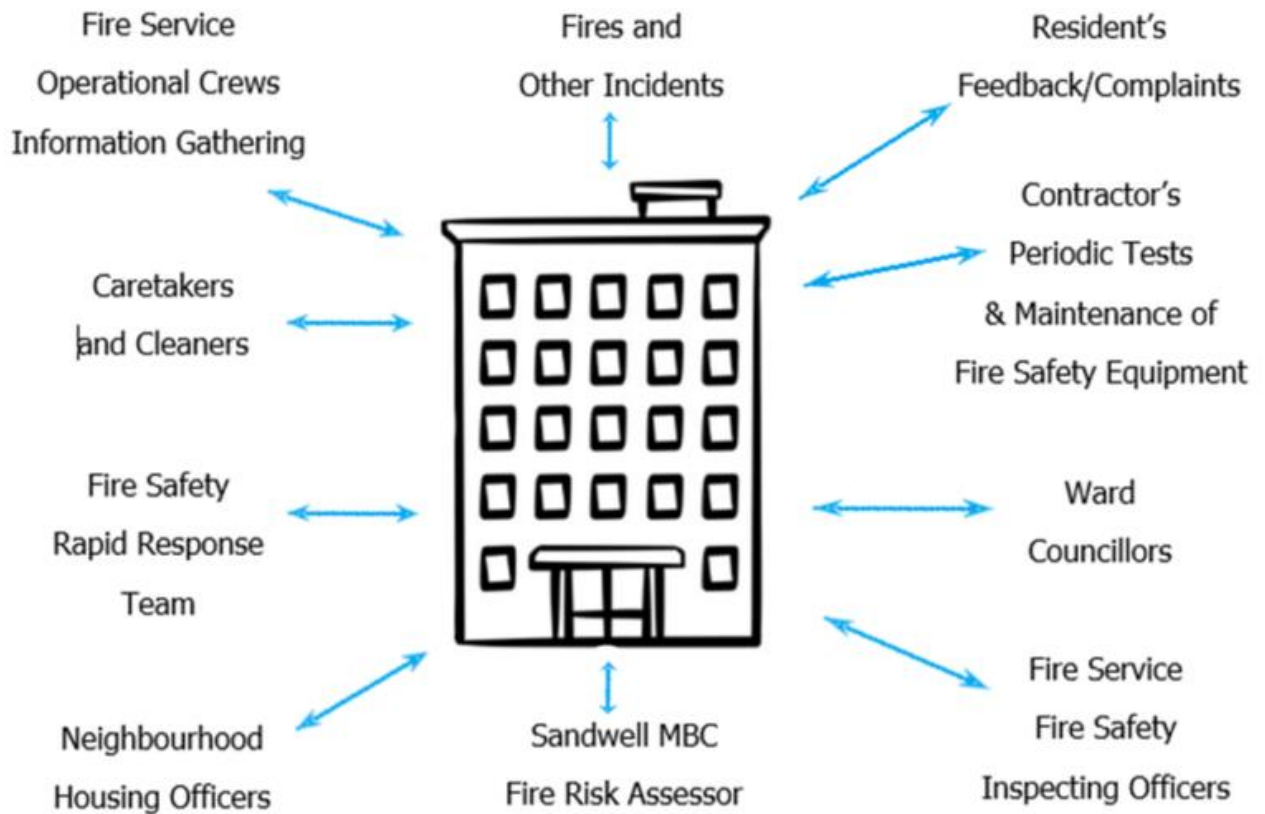 Fire Service
Operational Crews
Information Gathering
Fires and
Other Incidents
Resident's
Feedback/Complaints
Contractor's
Periodic Tests
& Maintenance of
Fire Safety Equipment
Caretakers
and Cleaners
Fire Safety
Rapid Response
Team
Ward
Councillors
Neighbourhood
Housing Officers
Sandwell MBC
Fire Risk Assessor
Fire Service
Fire Safety
Inspecting Officers